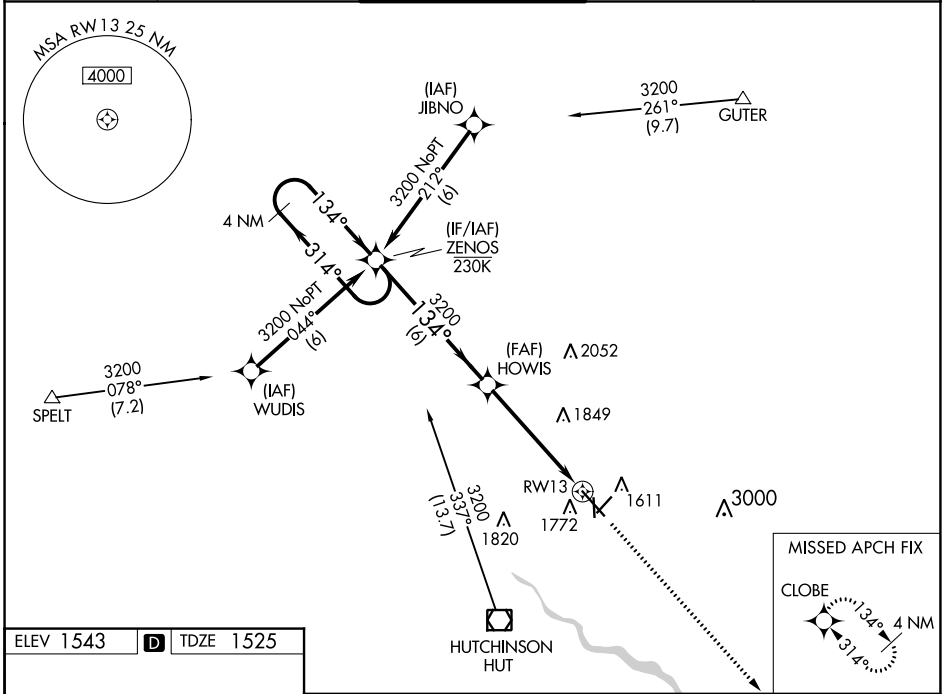 MSA RW13 25 NM
4000
(IAF)
JIBNO
3200
261°
(9.7)
GUTER
3200 NoPT
212°
(6)
4 NM
134°
314°
(IF/IAF)
ZENOS
230K
3200 NoPT
044°
(6)
3200
134°
(6)
3200
078°
(7.2)
SPELT
(IAF)
WUDIS
(FAF)
HOWIS
2052
1849
RW13
1611
1772
3000
3200
337°
(13.7)
1820
MISSED APCH FIX
CLOBE
134°
4 NM
314°
HUTCHINSON
HUT
ELEV 1543 D TDZE 1525